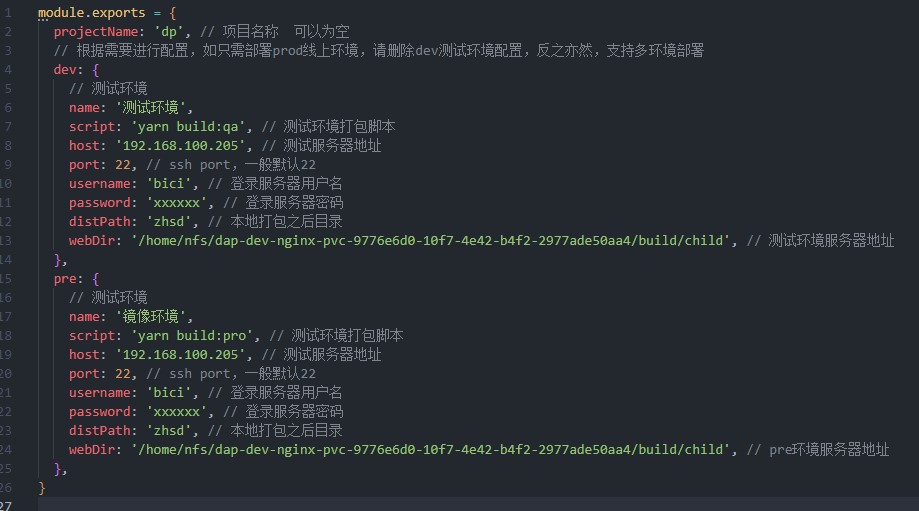 1 module.exports = {
2 projectName: 'dp', // 项目名称  可以为空
3 // 根据需要进行配置，如只需部署prod线上环境，请删除dev测试环境配置，反之亦然，支持多环境部署
4 dev: {
5 // 测试环境
6 name: '测试环境',
7 script: 'yarn build:qa', // 测试环境打包脚本
8 host: '192.168.100.205', // 测试服务器地址
9 port: 22, // ssh port，一般默认22
10 username: 'bici', // 登录服务器用户名
11 password: 'xxxxxx', // 登录服务器密码
12 distPath: 'zhsd', // 本地打包之后目录
13 webDir: '/home/nfs/dap-dev-nginx-pvc-9776e6d0-10f7-4e42-b4f2-2977ade50aa4/build/child', // 测试环境服务器地址
14 },
15 pre: {
16 // 测试环境
17 name: '镜像环境',
18 script: 'yarn build:pro', // 测试环境打包脚本
19 host: '192.168.100.205', // 测试服务器地址
20 port: 22, // ssh port，一般默认22
21 username: 'bici', // 登录服务器用户名
22 password: 'xxxxxx', // 登录服务器密码
23 distPath: 'zhsd', // 本地打包之后目录
24 webDir: '/home/nfs/dap-dev-nginx-pvc-9776e6d0-10f7-4e42-b4f2-2977ade50aa4/build/child', // pre环境服务器地址
25 },
26 }
27